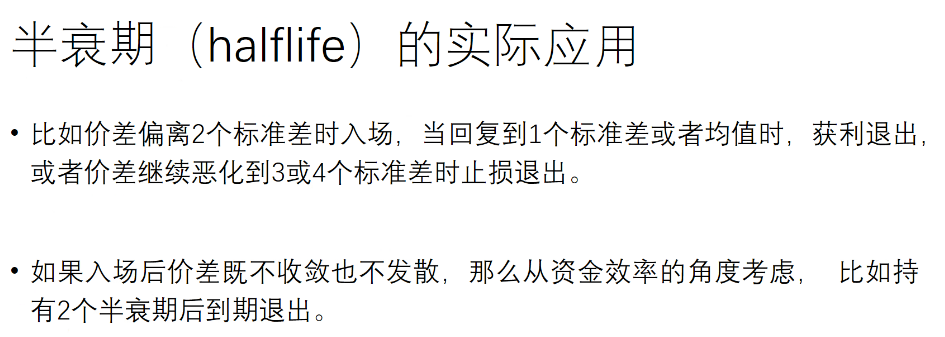 半衰期（halflife）的实际应用
• 比如价差偏离2个标准差时入场，当回复到1个标准差或者均值时，获利退出，
或者价差继续恶化到3或4个标准差时止损退出。
• 如果入场后价差既不收敛也不发散，那么从资金效率的角度考虑， 比如持
有2个半衰期后到期退出。